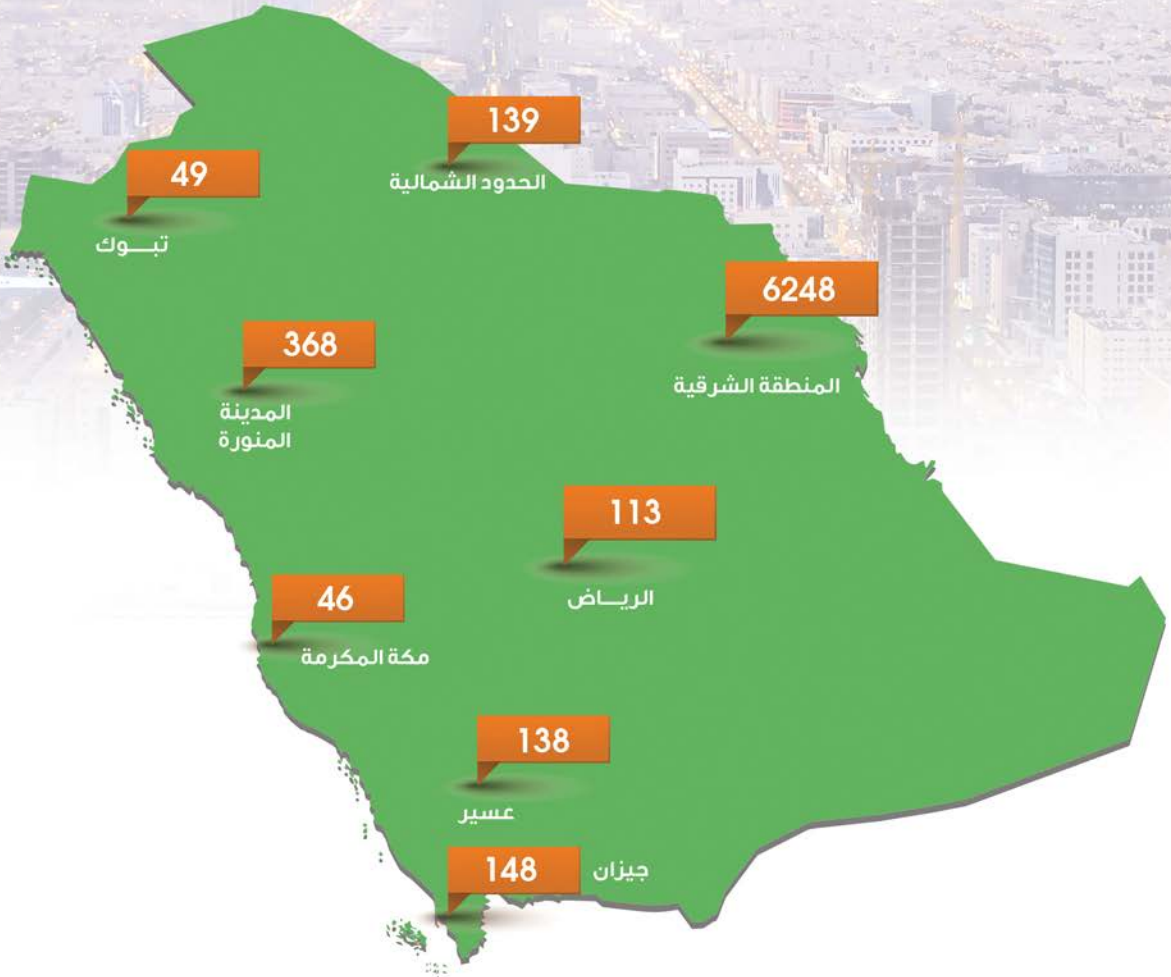 139
الحدود الشمالية
49
تبـــوك
6248
المنطقة الشرقية
368
المدينة
المنورة
113
الريـــاض
46
مكة المكرمة
138
عسير
148
جيزان